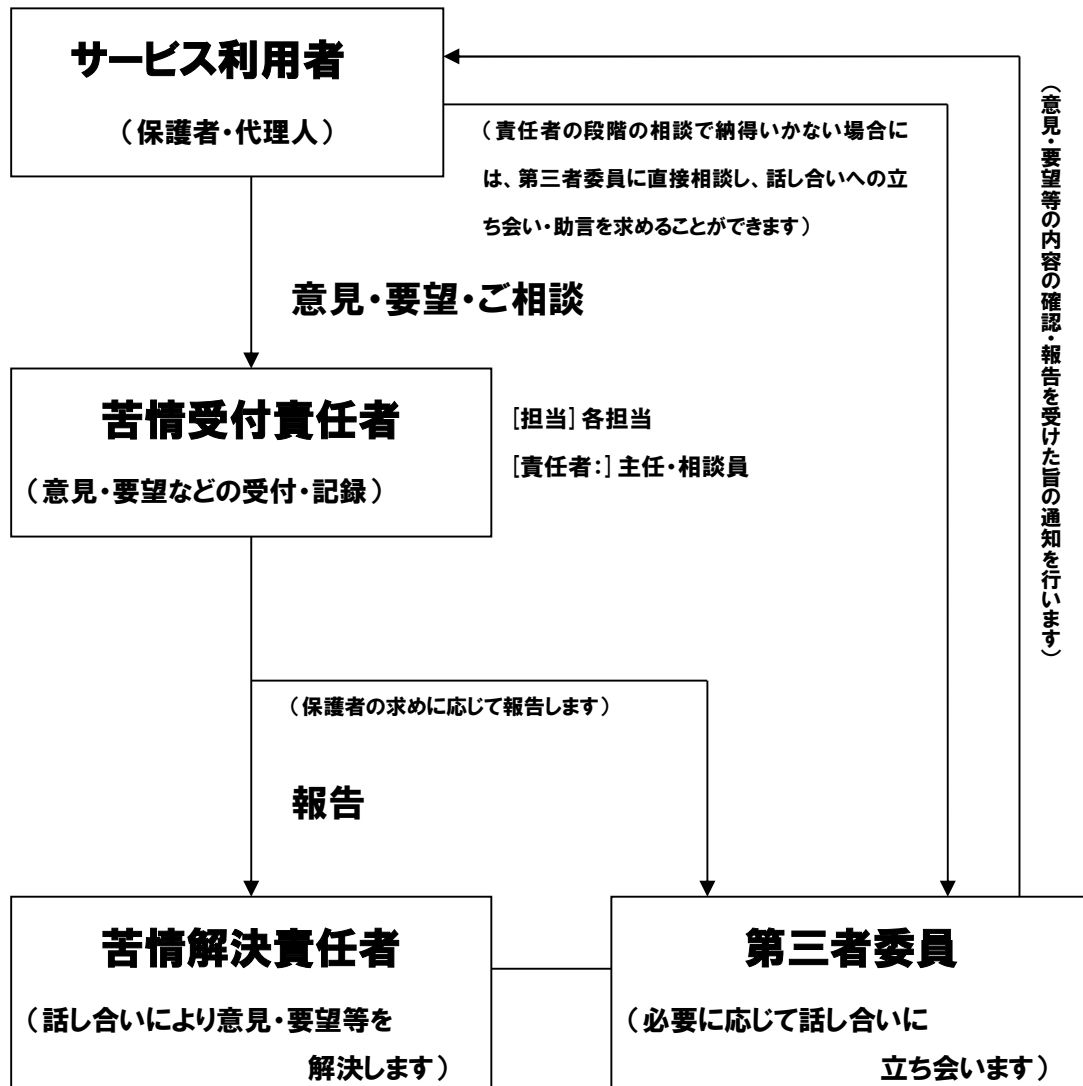 サービス利用者
（保護者・代理人）
（責任者の段階の相談で納得いかない場合に
は、第三者委員に直接相談し、話し合いへの立
ち会い・助言を求めることができます）
（意見・要望等の内容の確認・報告を受けた旨の通知を行います）
意見・要望・ご相談
苦情受付責任者
（意見・要望などの受付・記録）
［担当］各担当
［責任者：］主任・相談員
（保護者の求めに応じて報告します）
報告
苦情解決責任者
（話し合いにより意見・要望等を
解決します）
第三者委員
（必要に応じて話し合いに
立ち会います）